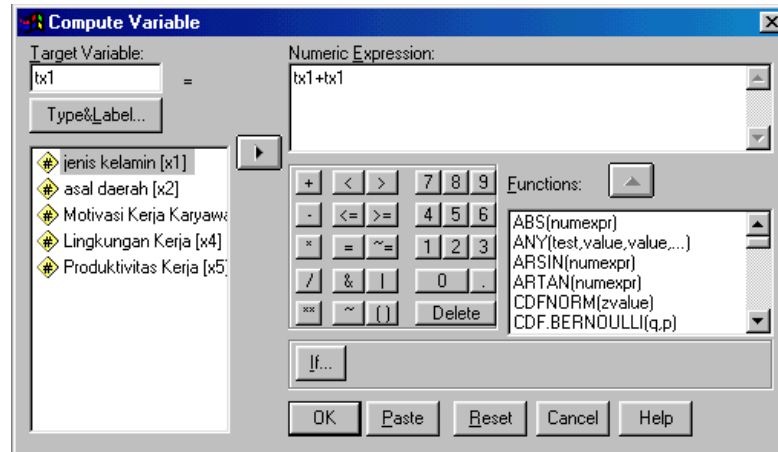 Compute Variable
Target Variable:
tx1
=
Type&Label...
jenis kelamin [x1]
asal daerah [x2]
Motivasi Kerja Karyawa
Lingkungan Kerja [x4]
Produktivitas Kerja [x5]
Numeric Expression:
tx1+tx1
+ < > 7 8 9
- <= >= 4 5 6
* = ~= 1 2 3
/ & | 0 .
** ~ () Delete
Functions:
ABS(numexpr)
ANY(test,value,value,...)
ARSIN(numexpr)
ARTAN(numexpr)
CDFNORM(zvalue)
CDF.BERNOULLI(q,p)
If...
OK Paste Reset Cancel Help